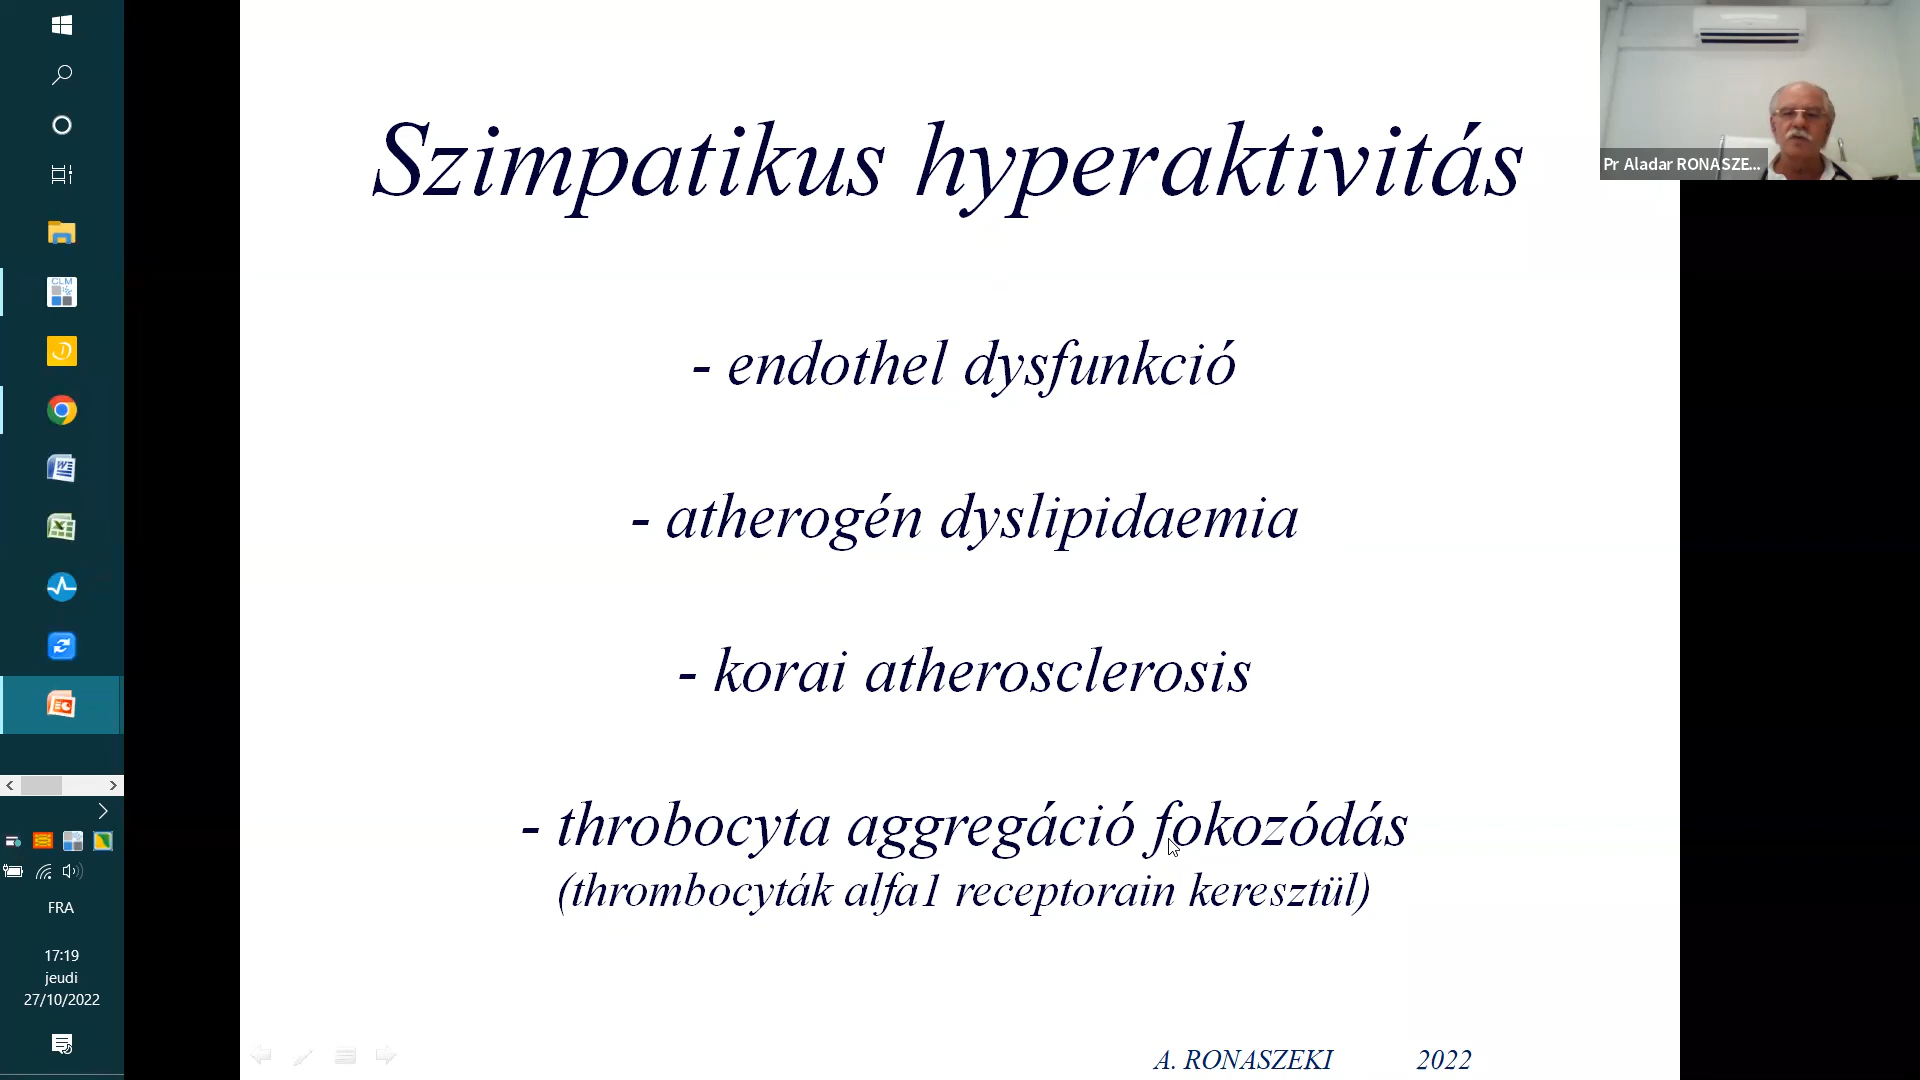 Szimpatikus hyperaktivitás
- endothel dysfunkció
- atherogén dyslipidaemia
- korai atherosclerosis
- throbocyta aggregáció fokozódás
(thrombocyták alfa1 receptorain keresztül)
A. RONASZEKI 2022
Pr Aladar RONASZE...
CLM
FRA
17:19
jeudi
27/10/2022